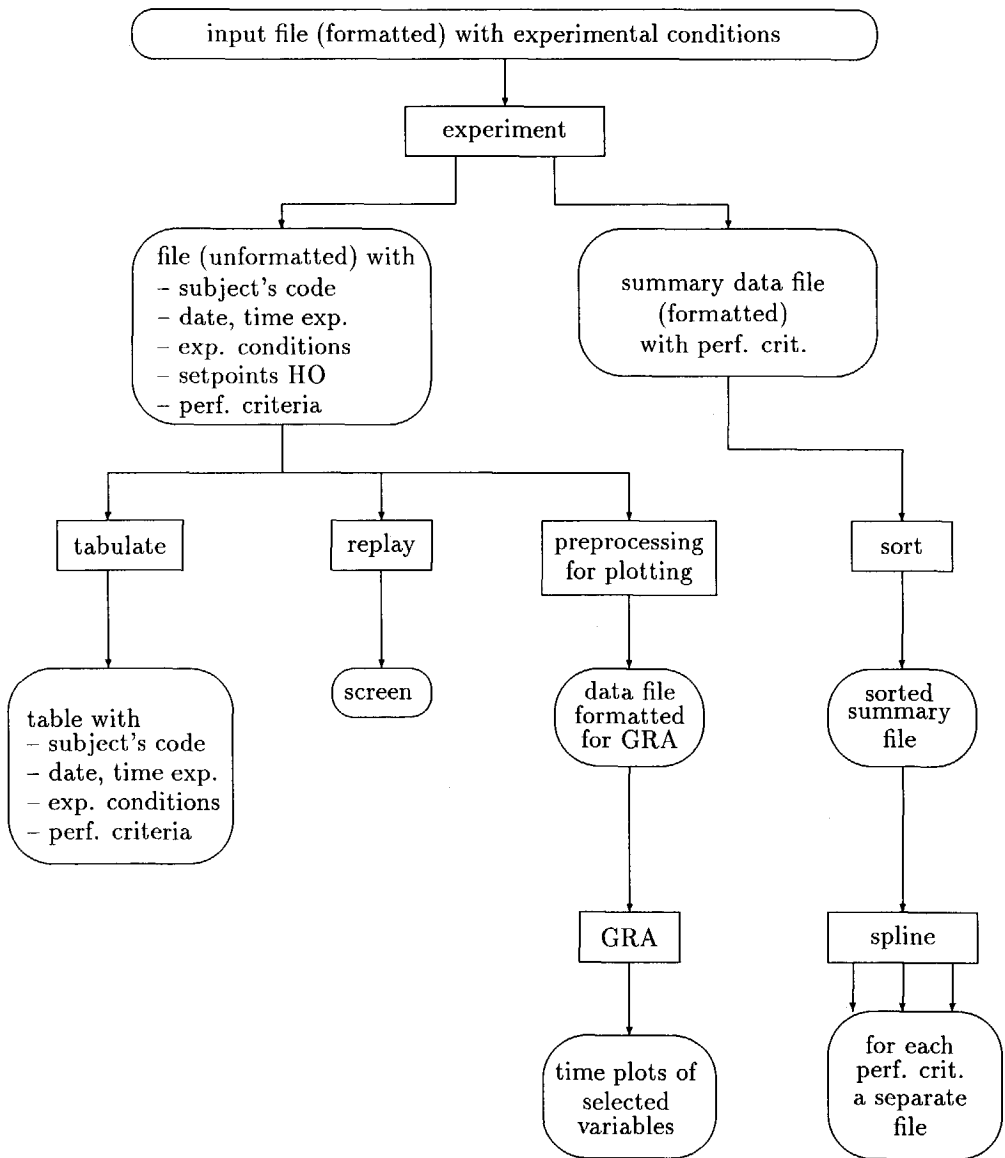 input file (formatted) with experimental conditions
experiment
file (unformatted) with
– subject's code
– date, time exp.
– exp. conditions
– setpoints HO
– perf. criteria
summary data file
(formatted)
with perf. crit.
tabulate
replay
preprocessing
for plotting
sort
table with
– subject's code
– date, time exp.
– exp. conditions
– perf. criteria
screen
data file
formatted
for GRA
sorted
summary
file
GRA
spline
time plots of
selected
variables
for each
perf. crit.
a separate
file